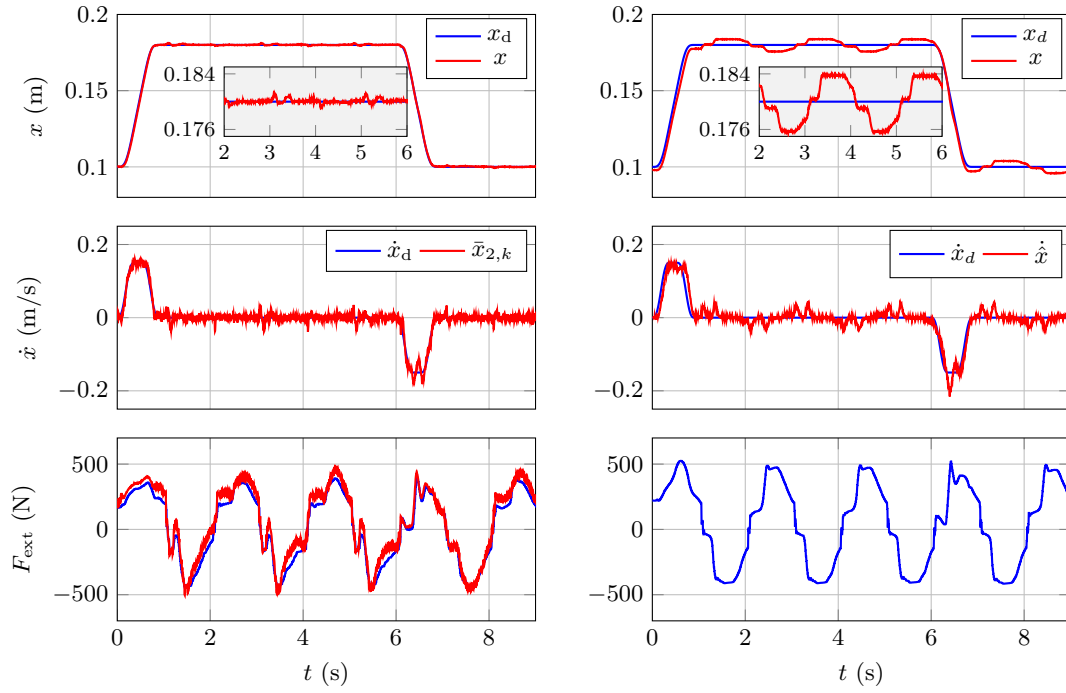 0.2
0.15
0.1
x (m)
x_d
x
0.184
0.176
2 3 4 5 6
x_d
x
0.184
0.176
2 3 4 5 6
0.2
0
−0.2
ẋ (m/s)
ẋ_d x̄_{2,k}
0.2
0
−0.2
ẋ_d x̂̇
500
0
−500
F_ext (N)
0 2 4 6 8
t (s)
500
0
−500
0 2 4 6 8
t (s)
0.2
0.15
0.1